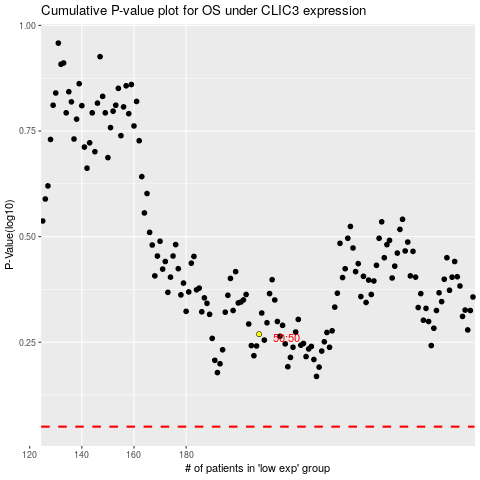 Cumulative P-value plot for OS under CLIC3 expression
1.00
0.75
0.50
0.25
P-Value(log10)
50:50
120 140 160 180
# of patients in 'low exp' group